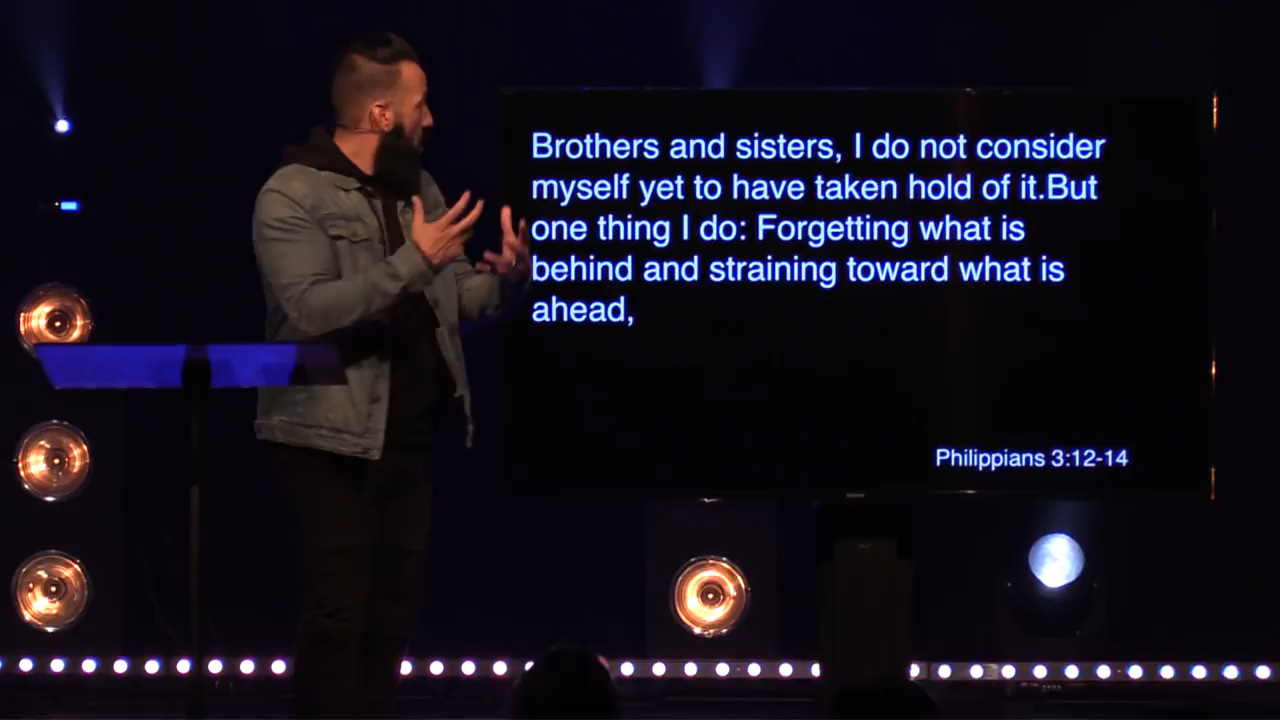 Brothers and sisters, I do not consider
myself yet to have taken hold of it.But
one thing I do: Forgetting what is
behind and straining toward what is
ahead,
Philippians 3:12-14